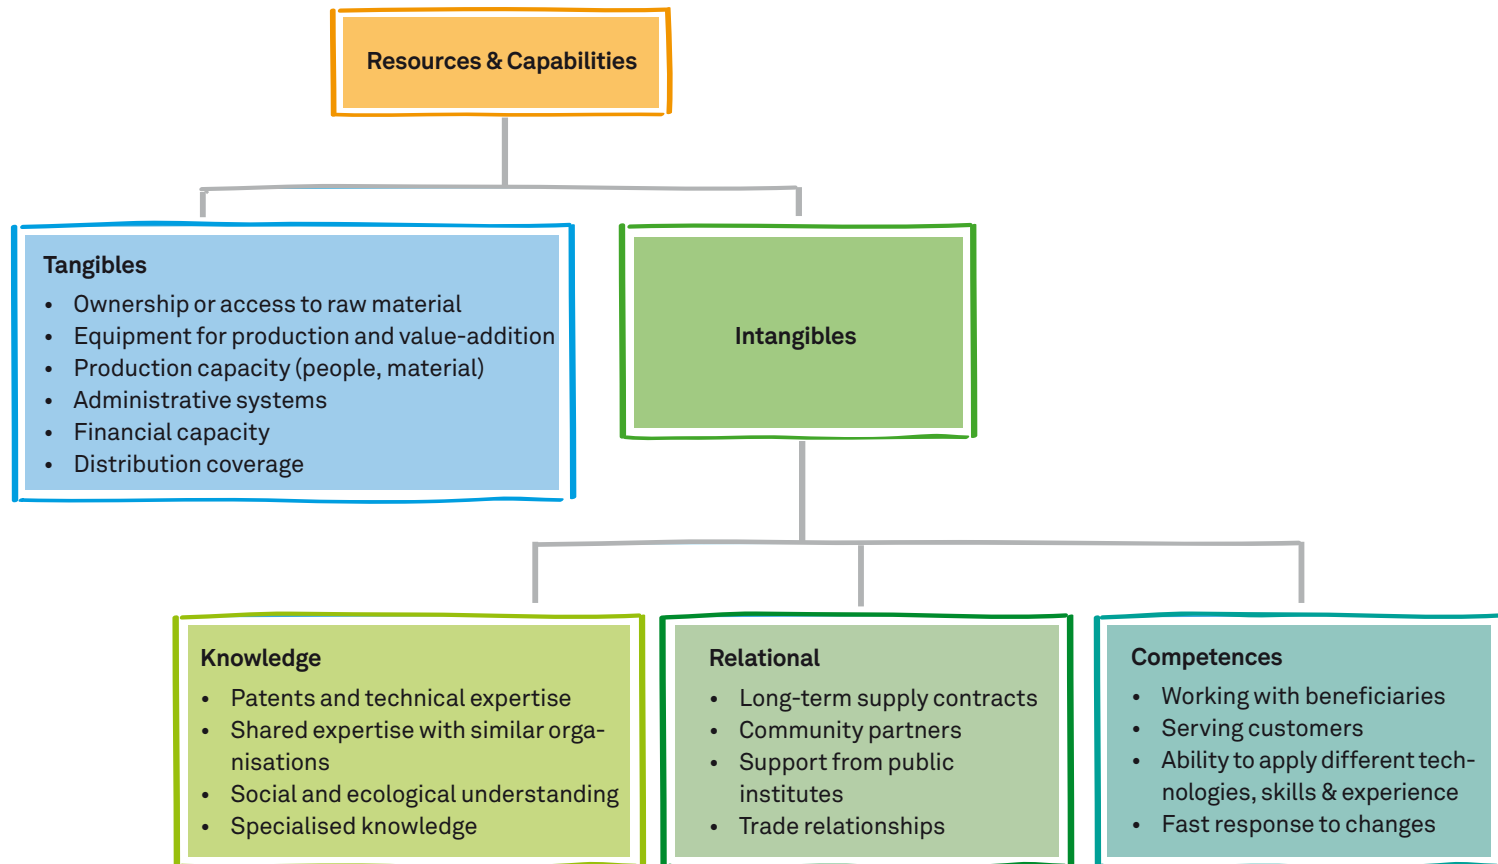 Resources & Capabilities
Tangibles
• Ownership or access to raw material
• Equipment for production and value-addition
• Production capacity (people, material)
• Administrative systems
• Financial capacity
• Distribution coverage
Intangibles
Knowledge
• Patents and technical expertise
• Shared expertise with similar orga-
nisations
• Social and ecological understanding
• Specialised knowledge
Relational
• Long-term supply contracts
• Community partners
• Support from public
institutes
• Trade relationships
Competences
• Working with beneficiaries
• Serving customers
• Ability to apply different tech-
nologies, skills & experience
• Fast response to changes